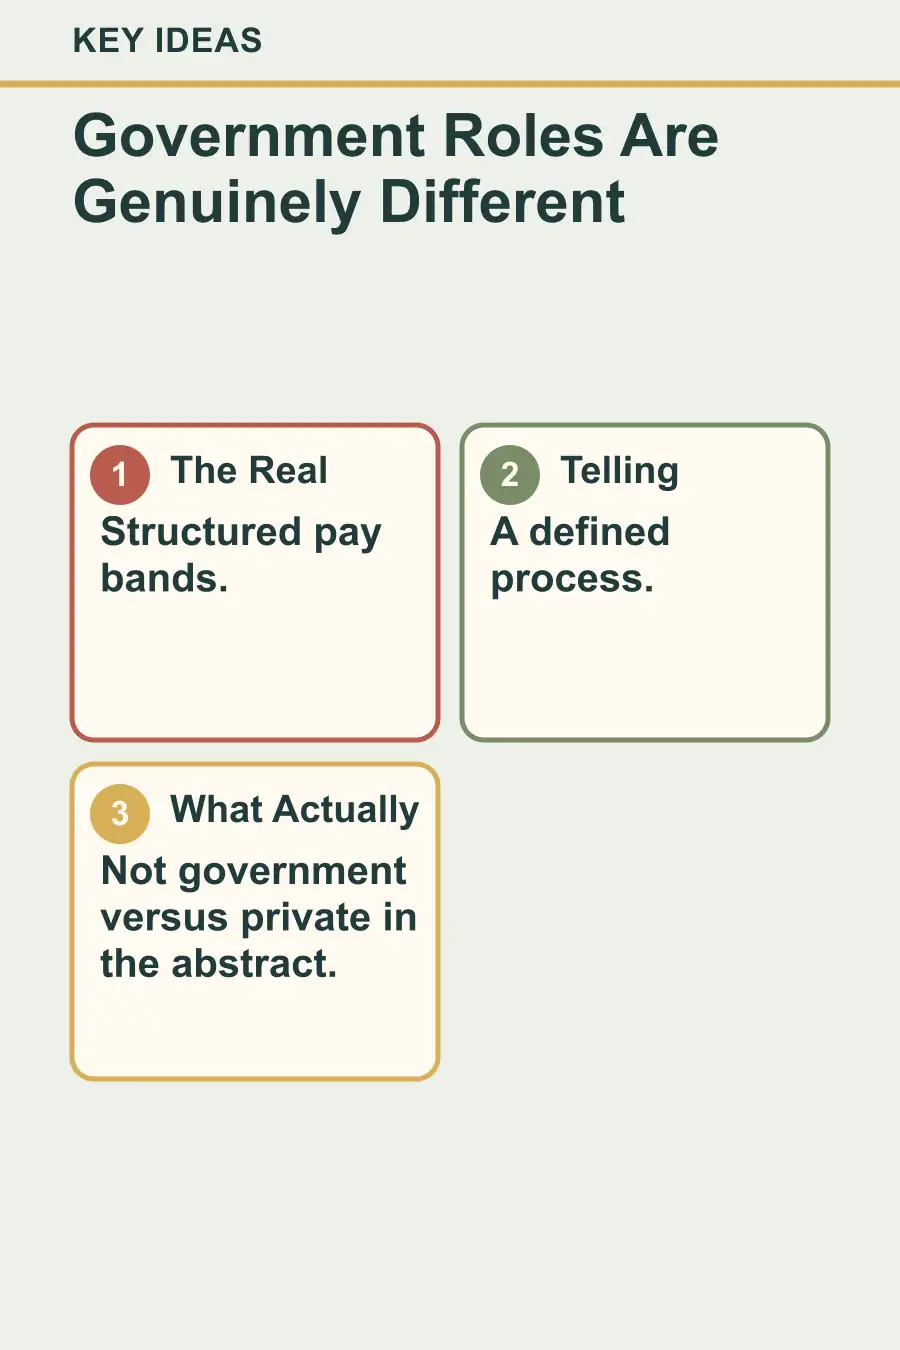 KEY IDEAS
Government Roles Are
Genuinely Different
1 The Real
Structured pay
bands.
2 Telling
A defined
process.
3 What Actually
Not government
versus private in
the abstract.